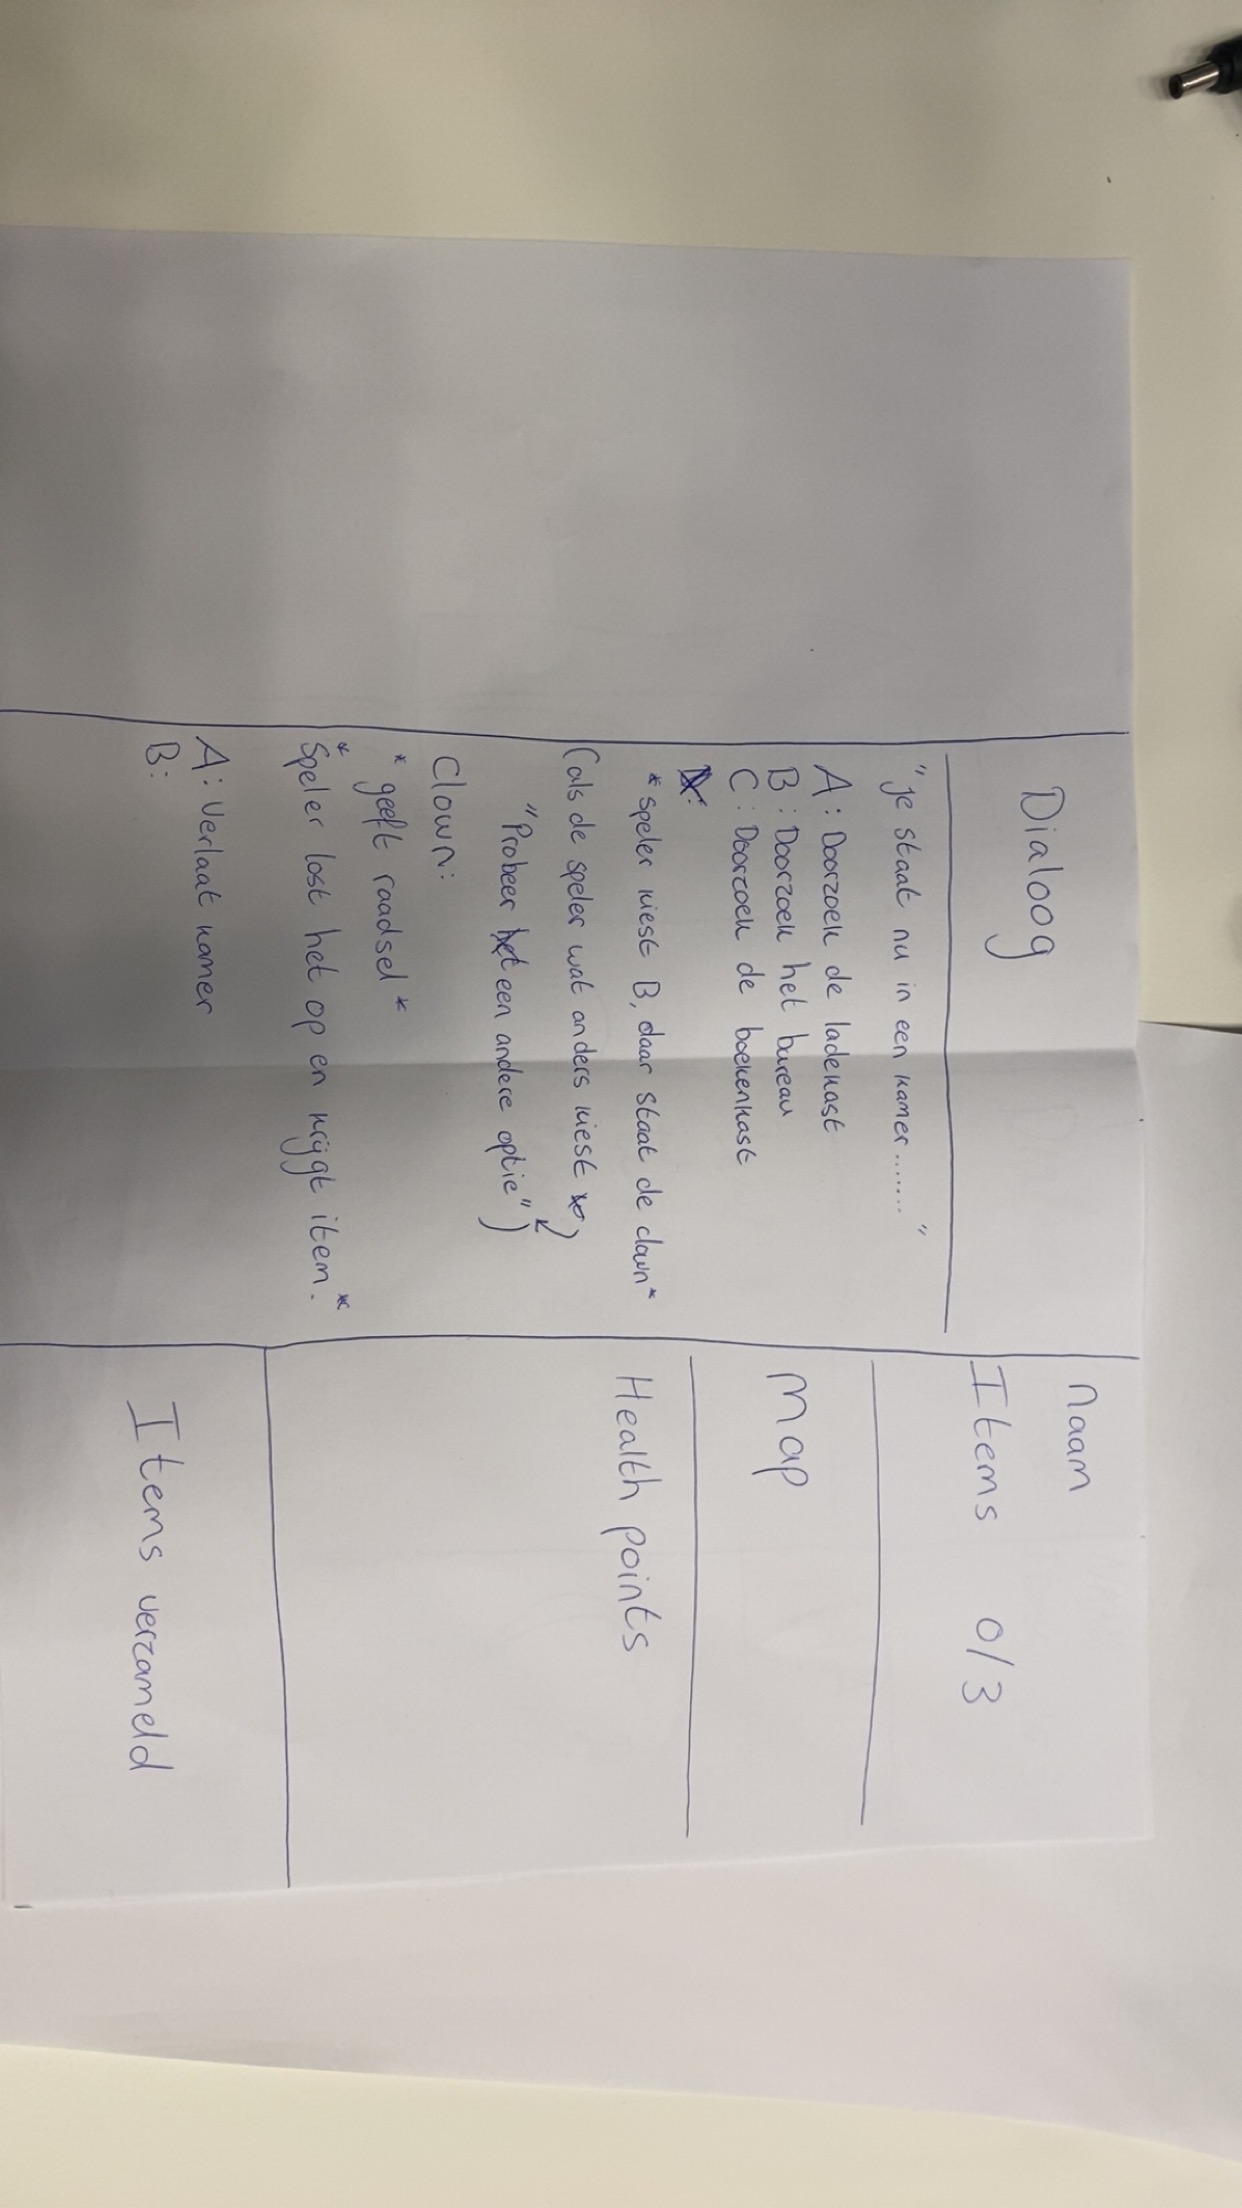 Dialoog
"je staat nu in een kamer......."
A: Doorzoek de ladekast
B: Doorzoek het bureau
C: Doorzoek de boekenkast
*speler kiest B, daar staat de clown*
(als de speler wat anders kiest)
"Probeer een andere optie")
Clown:
*geeft raadsel*
*Speler lost het op en krijgt item.*
A: Verlaat kamer
B:
naam
Items 0/3
map
Health points
Items verzameld